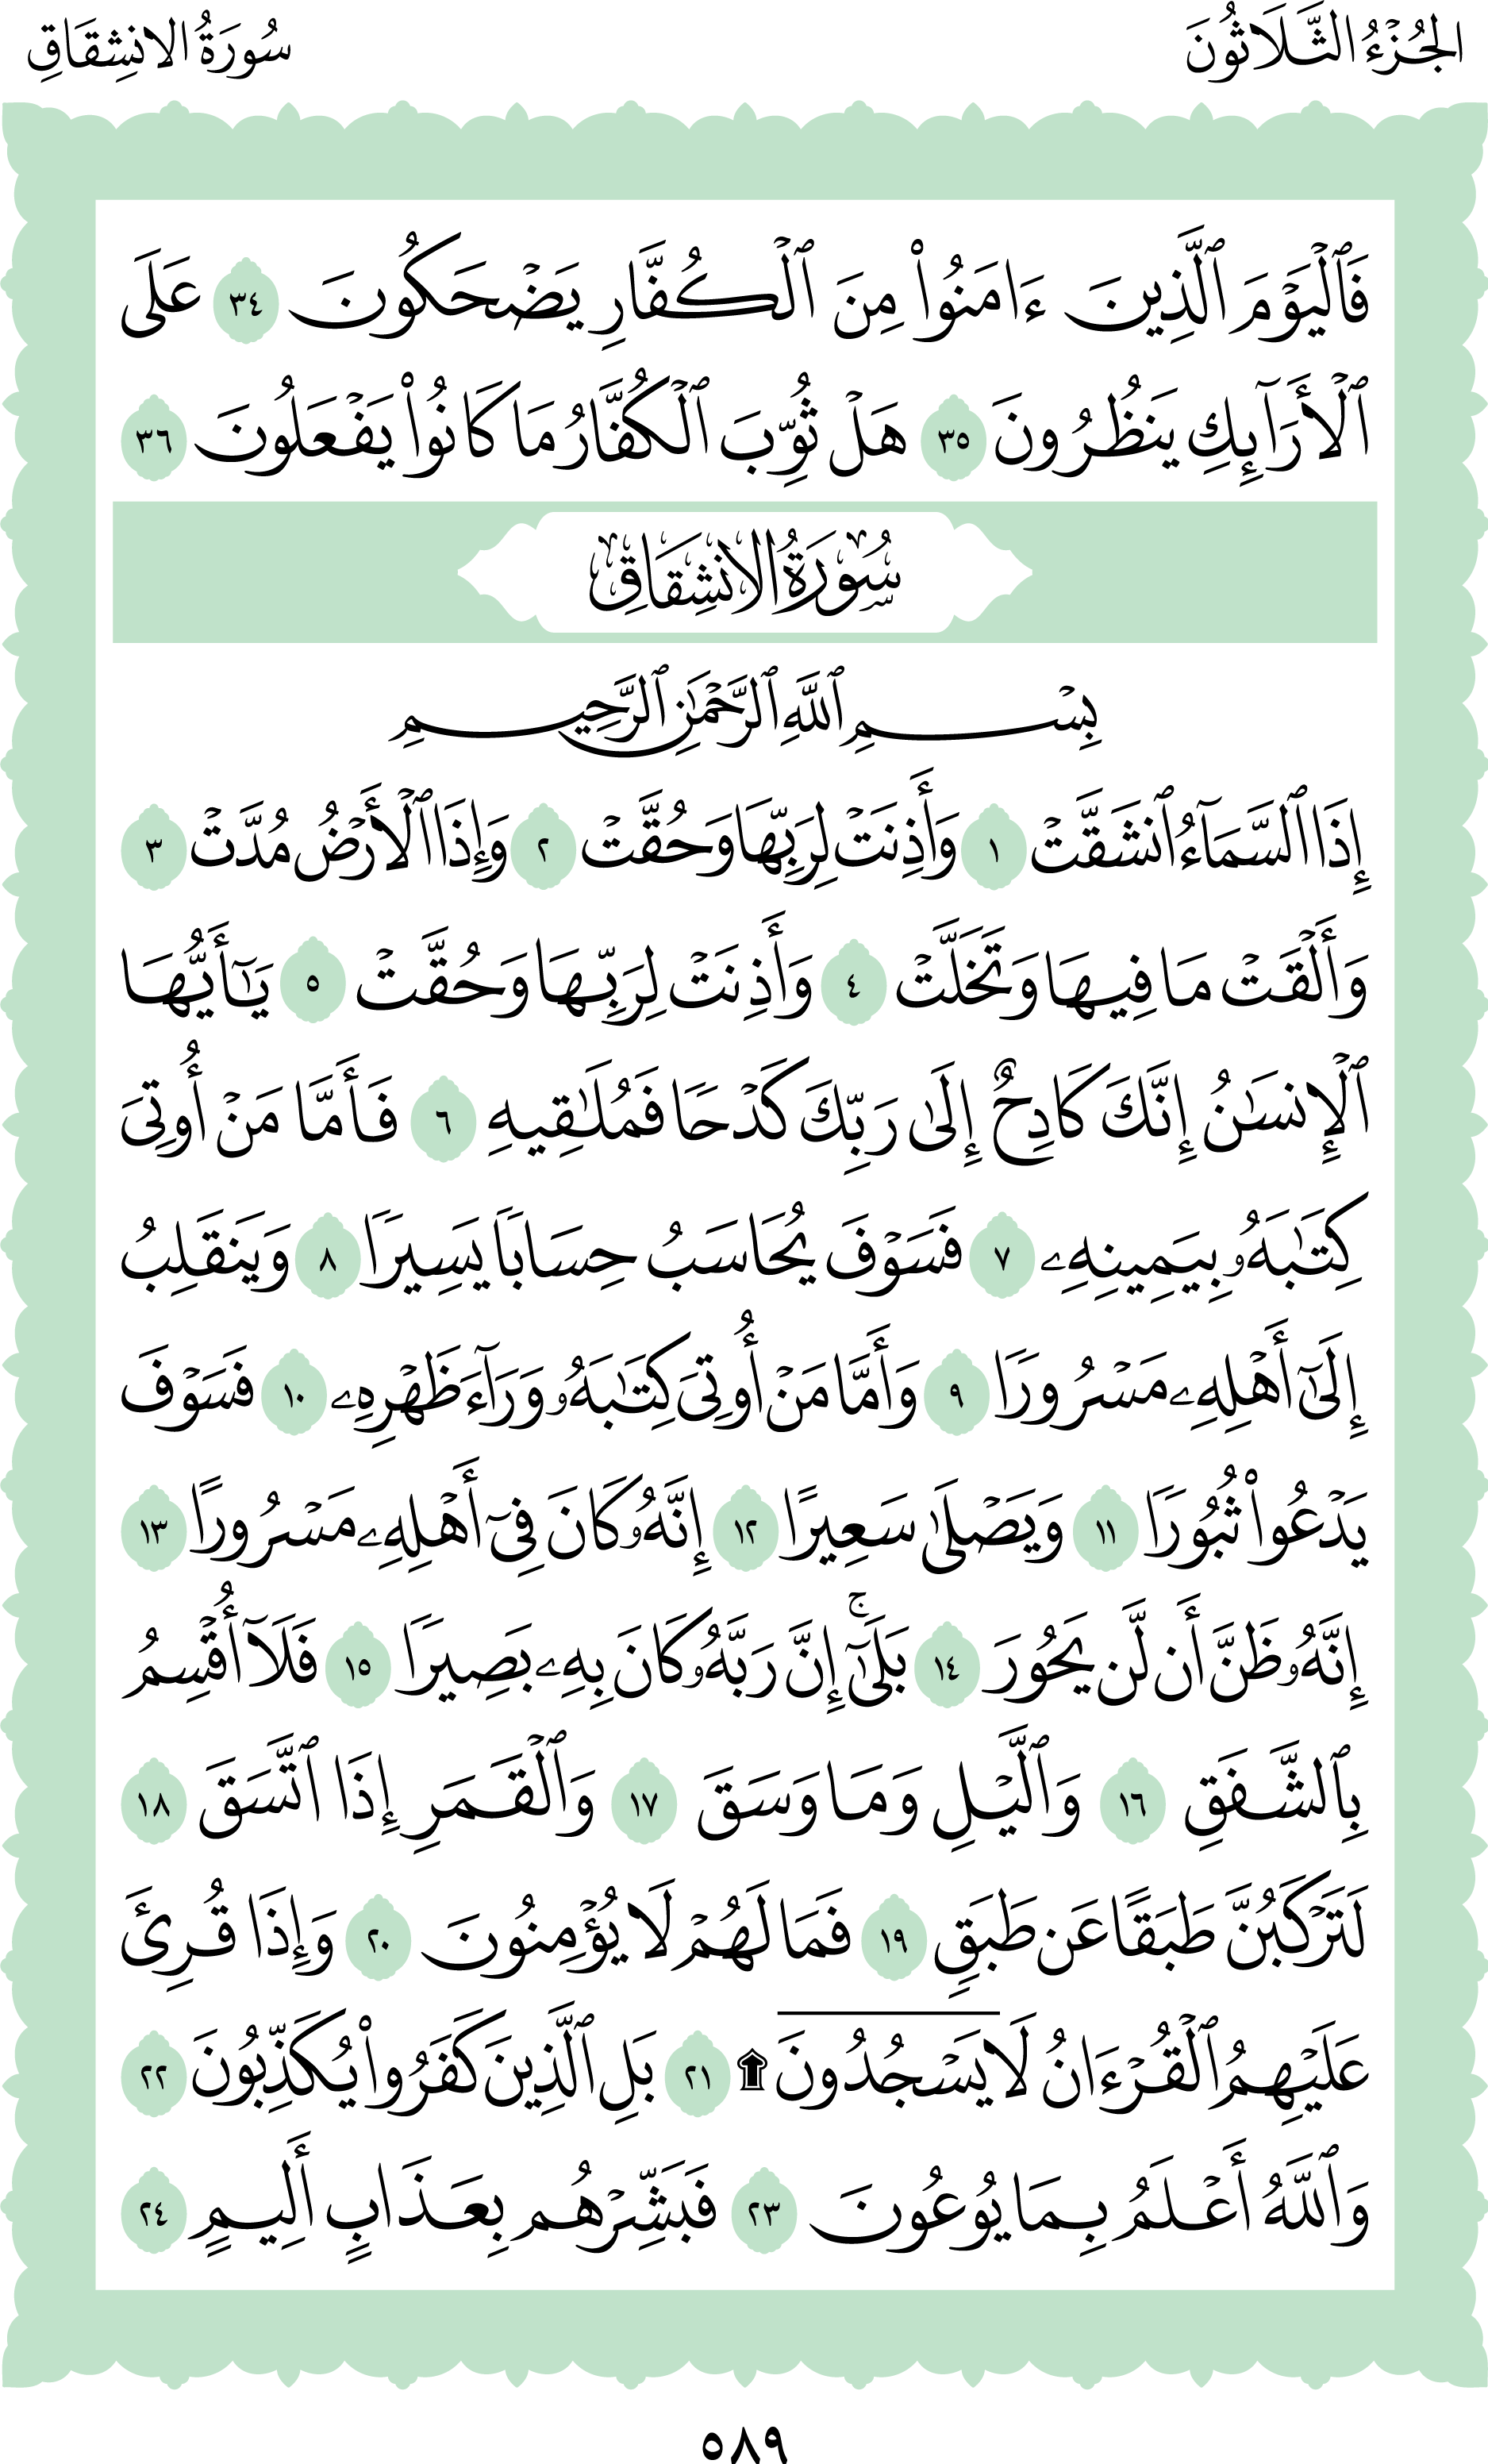 الجُزْءُ الثَّلَاثُونَ
سُورَةُ الانشِقَاقِ
فَٱلۡيَوۡمَ ٱلَّذِينَ ءَامَنُواْ مِنَ ٱلۡكُفَّارِ يَضۡحَكُونَ ٣٤ عَلَى
ٱلۡأَرَآئِكِ يَنظُرُونَ ٣٥ هَلۡ ثُوِّبَ ٱلۡكُفَّارُ مَا كَانُواْ يَفۡعَلُونَ ٣٦
سُورَةُ الانشِقَاقِ
بِسۡمِ ٱللَّهِ ٱلرَّحۡمَٰنِ ٱلرَّحِيمِ
إِذَا ٱلسَّمَآءُ ٱنشَقَّتۡ ١ وَأَذِنَتۡ لِرَبِّهَا وَحُقَّتۡ ٢ وَإِذَا ٱلۡأَرۡضُ مُدَّتۡ ٣
وَأَلۡقَتۡ مَا فِيهَا وَتَخَلَّتۡ ٤ وَأَذِنَتۡ لِرَبِّهَا وَحُقَّتۡ ٥ يَٰٓأَيُّهَا
ٱلۡإِنسَٰنُ إِنَّكَ كَادِحٌ إِلَىٰ رَبِّكَ كَدۡحٗا فَمُلَٰقِيهِ ٦ فَأَمَّا مَنۡ أُوتِيَ
كِتَٰبَهُۥ بِيَمِينِهِۦ ٧ فَسَوۡفَ يُحَاسَبُ حِسَابٗا يَسِيرٗا ٨ وَيَنقَلِبُ
إِلَىٰٓ أَهۡلِهِۦ مَسۡرُورٗا ٩ وَأَمَّا مَنۡ أُوتِيَ كِتَٰبَهُۥ وَرَآءَ ظَهۡرِهِۦ ١٠ فَسَوۡفَ
يَدۡعُواْ ثُبُورٗا ١١ وَيَصۡلَىٰ سَعِيرًا ١٢ إِنَّهُۥ كَانَ فِيٓ أَهۡلِهِۦ مَسۡرُورًا ١٣
إِنَّهُۥ ظَنَّ أَن لَّن يَحُورَ ١٤ بَلَىٰٓۚ إِنَّ رَبَّهُۥ كَانَ بِهِۦ بَصِيرٗا ١٥ فَلَآ أُقۡسِمُ
بِٱلشَّفَقِ ١٦ وَٱلَّيۡلِ وَمَا وَسَقَ ١٧ وَٱلۡقَمَرِ إِذَا ٱتَّسَقَ ١٨
لَتَرۡكَبُنَّ طَبَقًا عَن طَبَقٖ ١٩ فَمَا لَهُمۡ لَا يُؤۡمِنُونَ ٢٠ وَإِذَا قُرِئَ
عَلَيۡهِمُ ٱلۡقُرۡءَانُ لَا يَسۡجُدُونَ۩ ٢١ بَلِ ٱلَّذِينَ كَفَرُواْ يُكَذِّبُونَ ٢٢
وَٱللَّهُ أَعۡلَمُ بِمَا يُوعُونَ ٢٣ فَبَشِّرۡهُم بِعَذَابٍ أَلِيمٍ ٢٤
٥٨٩